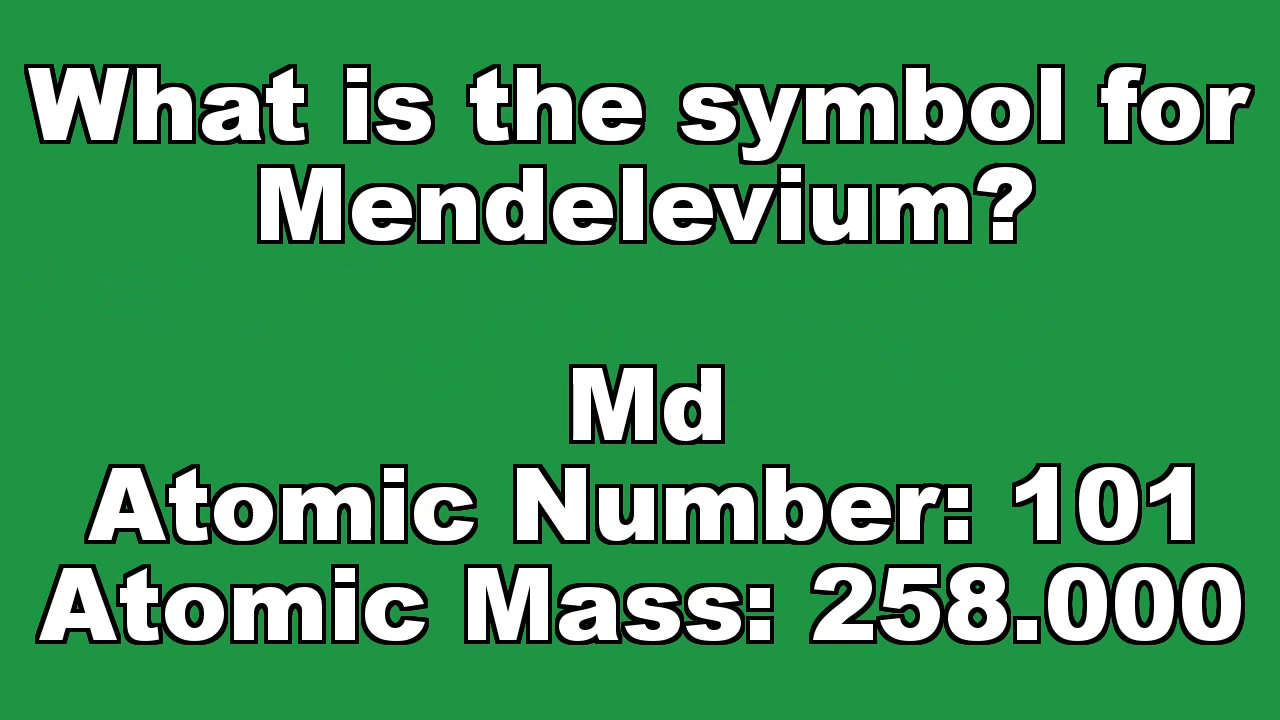 What is the symbol for
Mendelevium?
Md
Atomic Number: 101
Atomic Mass: 258.000